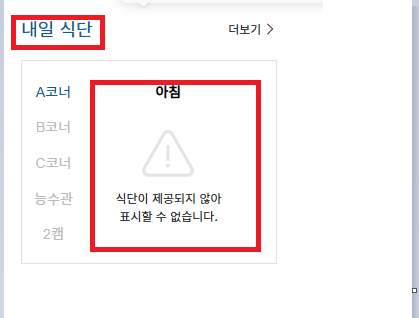 내일 식단
더보기 >
A코너
아침
B코너
C코너
능수관
2캠
식단이 제공되지 않아
표시할 수 없습니다.